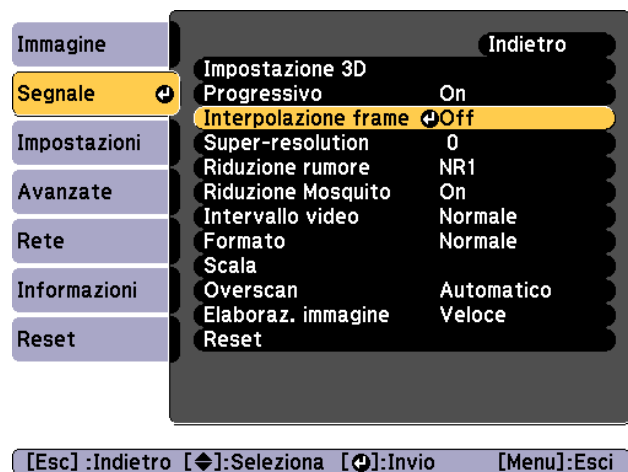 Immagine
Segnale
Impostazioni
Avanzate
Rete
Informazioni
Reset
Indietro
Impostazione 3D
Progressivo On
Interpolazione frame Off
Super-resolution 0
Riduzione rumore NR1
Riduzione Mosquito On
Intervallo video Normale
Formato Normale
Scala
Overscan Automatico
Elaboraz. immagine Veloce
Reset
[Esc] :Indietro [◆]:Seleziona [↵]:Invio [Menu]:Esci